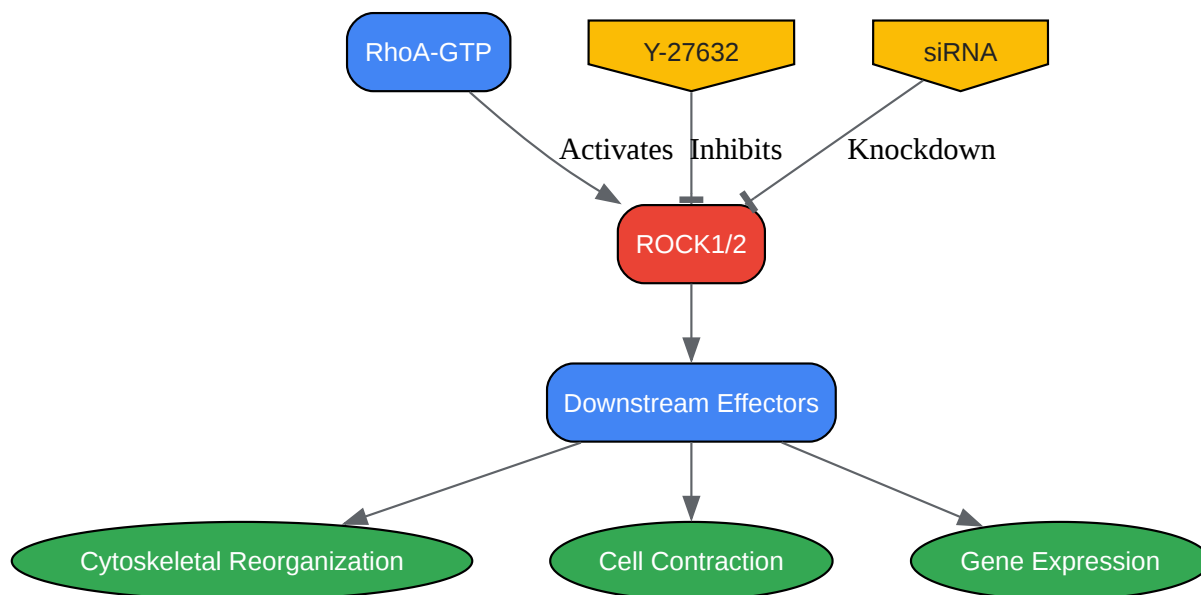 RhoA-GTP
Y-27632
siRNA
Activates
Inhibits
Knockdown
ROCK1/2
Downstream Effectors
Cytoskeletal Reorganization
Cell Contraction
Gene Expression